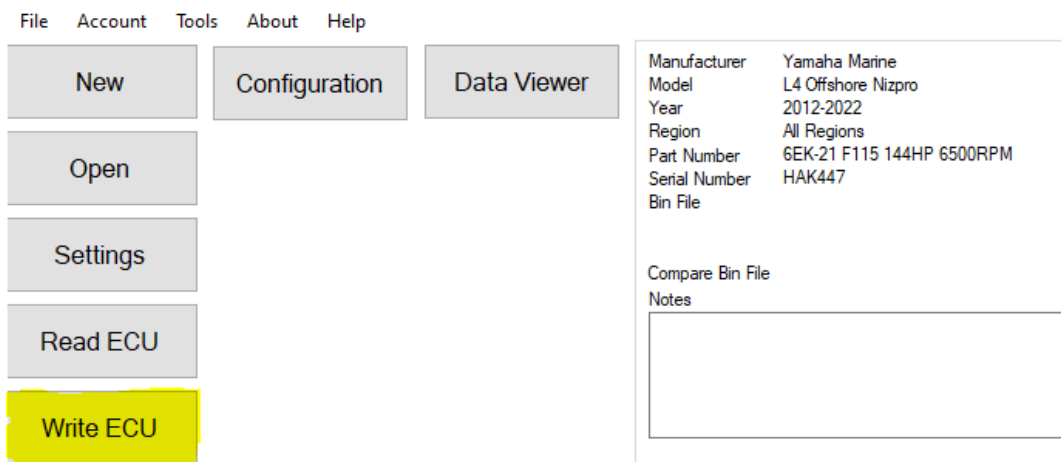 File Account Tools About Help
New Configuration Data Viewer
Open
Settings
Read ECU
Write ECU
Manufacturer Yamaha Marine
Model L4 Offshore Nizpro
Year 2012-2022
Region All Regions
Part Number 6EK-21 F115 144HP 6500RPM
Serial Number HAK447
Bin File
Compare Bin File
Notes